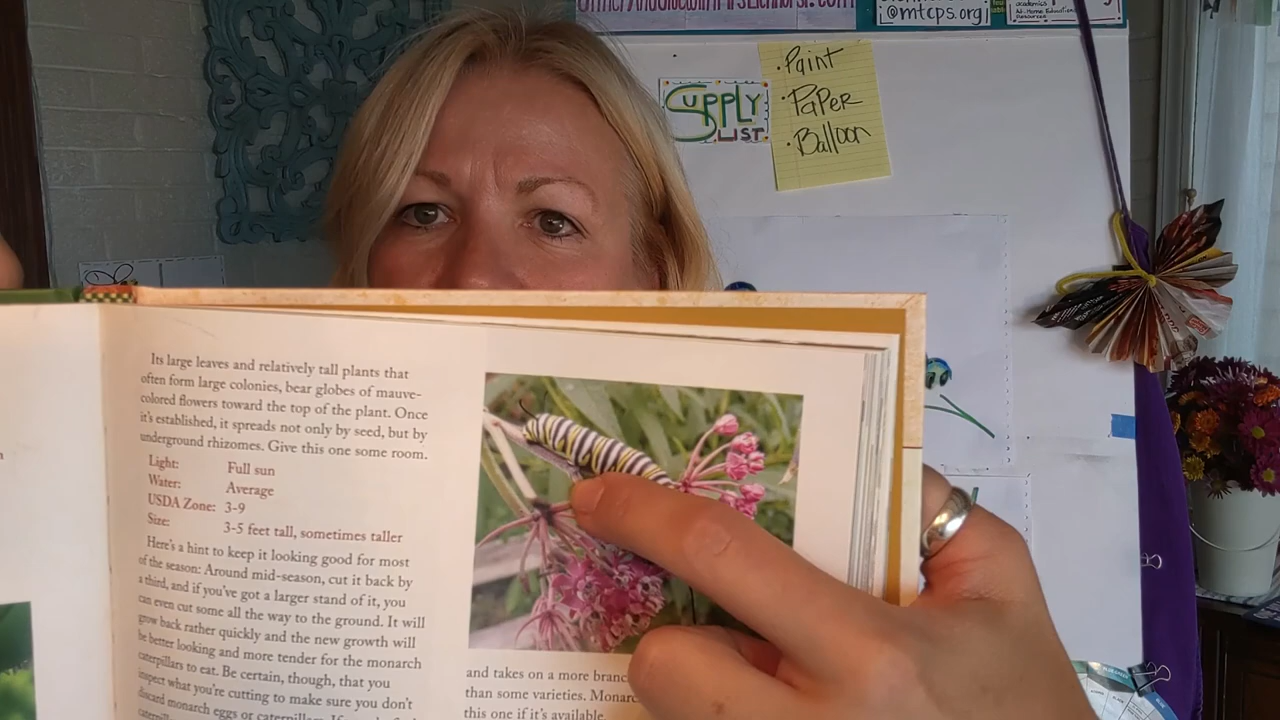 @mtcps.org
SUPPLY
LIST
• Paint
• Paper
• Balloon
Its large leaves and relatively tall plants that
often form large colonies, bear globes of mauve-
colored flowers toward the top of the plant. Once
it's established, it spreads not only by seed, but by
underground rhizomes. Give this one some room.
Light: Full sun
Water: Average
USDA Zone: 3-9
Size: 3-5 feet tall, sometimes taller
Here's a hint to keep it looking good for most
of the season: Around mid-season, cut it back by
a third, and if you've got a larger stand of it, you
can even cut some all the way to the ground. It will
grow back rather quickly and the new growth will
be better looking and more tender for the monarch
caterpillars to eat. Be certain, though, that you
inspect what you're cutting to make sure you don't
discard monarch eggs or caterpillars.
and takes on a more branc
than some varieties. Monarc
this one if it's available.